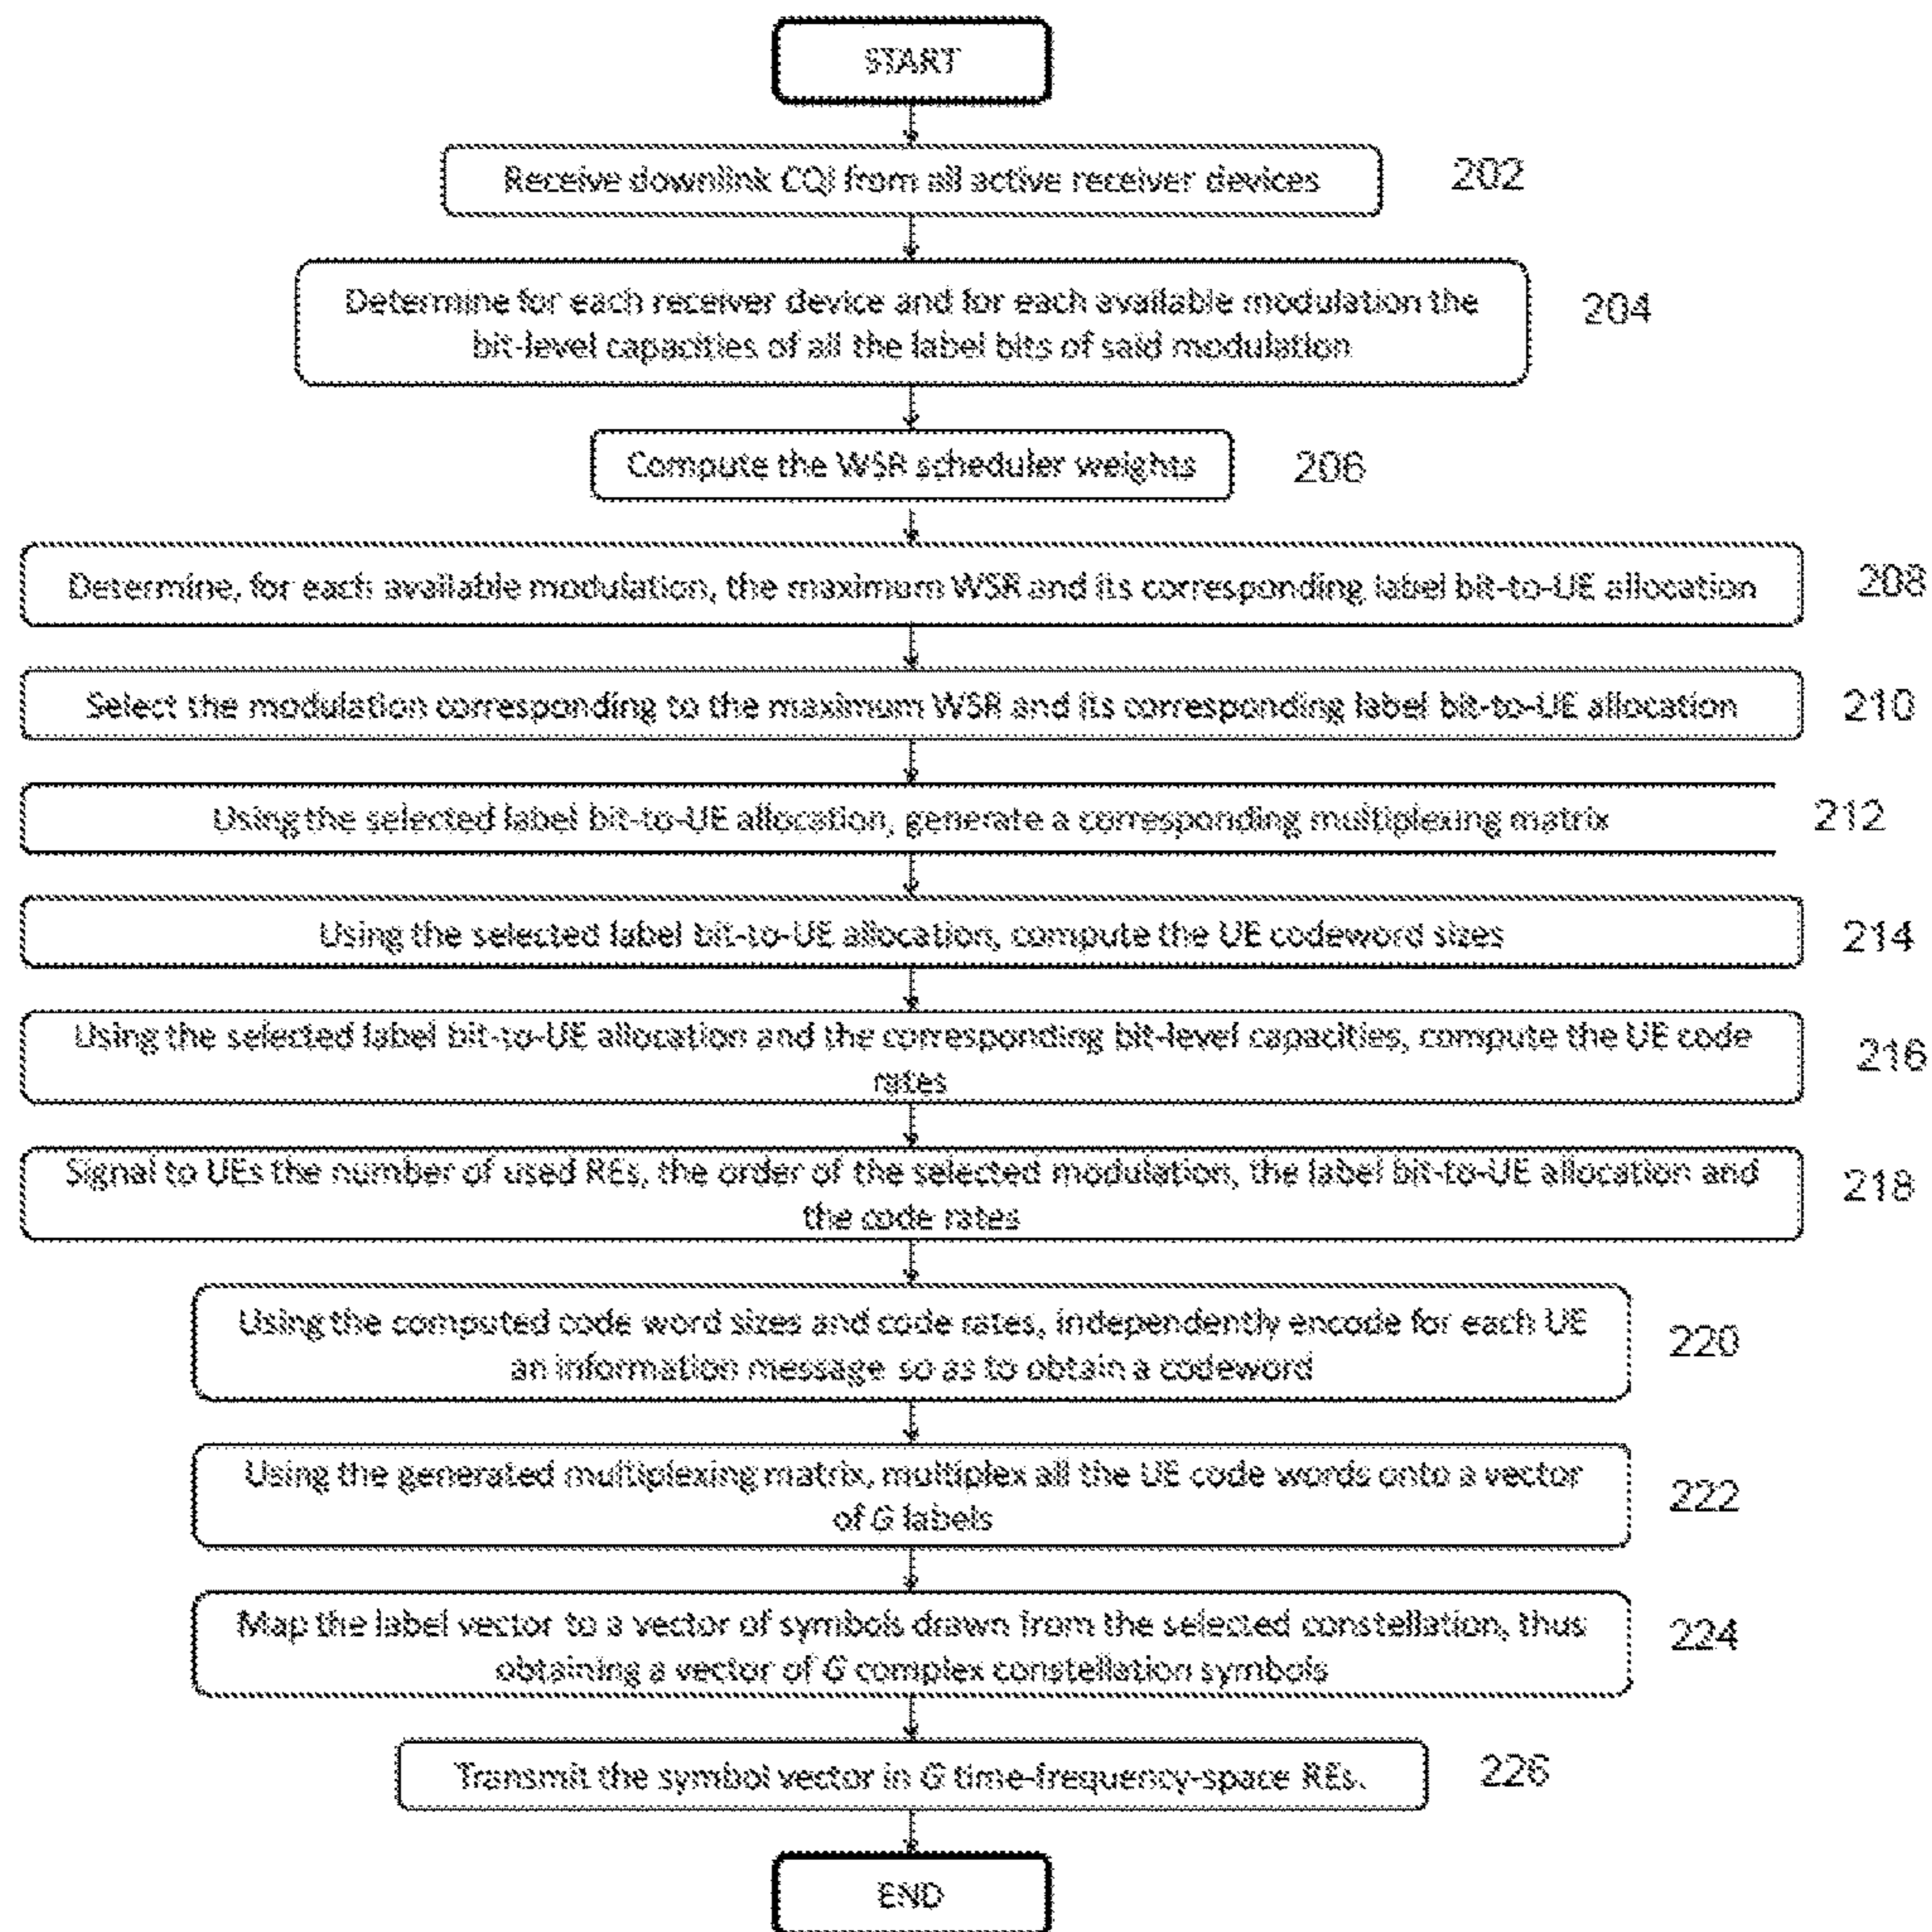 START
Receive downlink CQI from all active receiver devices
202
Determine for each receiver device and for each available modulation the
bit-level capacities of all the label bits of said modulation
204
Compute the WSR scheduler weights
206
Determine, for each available modulation, the maximum WSR and its corresponding label bit-to-UE allocation
208
Select the modulation corresponding to the maximum WSR and its corresponding label bit-to-UE allocation
210
Using the selected label bit-to-UE allocation, generate a corresponding multiplexing matrix
212
Using the selected label bit-to-UE allocation, compute the UE codeword sizes
214
Using the selected label bit-to-UE allocation and the corresponding bit-level capacities, compute the UE code
rates
216
Signal to UEs the number of used REs, the order of the selected modulation, the label bit-to-UE allocation and
the code rates
218
Using the computed code word sizes and code rates, independently encode for each UE
an information message so as to obtain a codeword
220
Using the generated multiplexing matrix, multiplex all the UE code words onto a vector
of G labels
222
Map the label vector to a vector of symbols drawn from the selected constellation, thus
obtaining a vector of G complex constellation symbols
224
Transmit the symbol vector in G time-frequency-space REs.
226
END